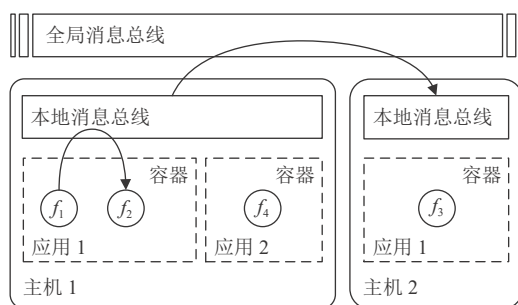 全局消息总线
本地消息总线
本地消息总线
容器
容器
容器
f1
f2
f4
f3
应用 1
应用 2
应用 1
主机 1
主机 2